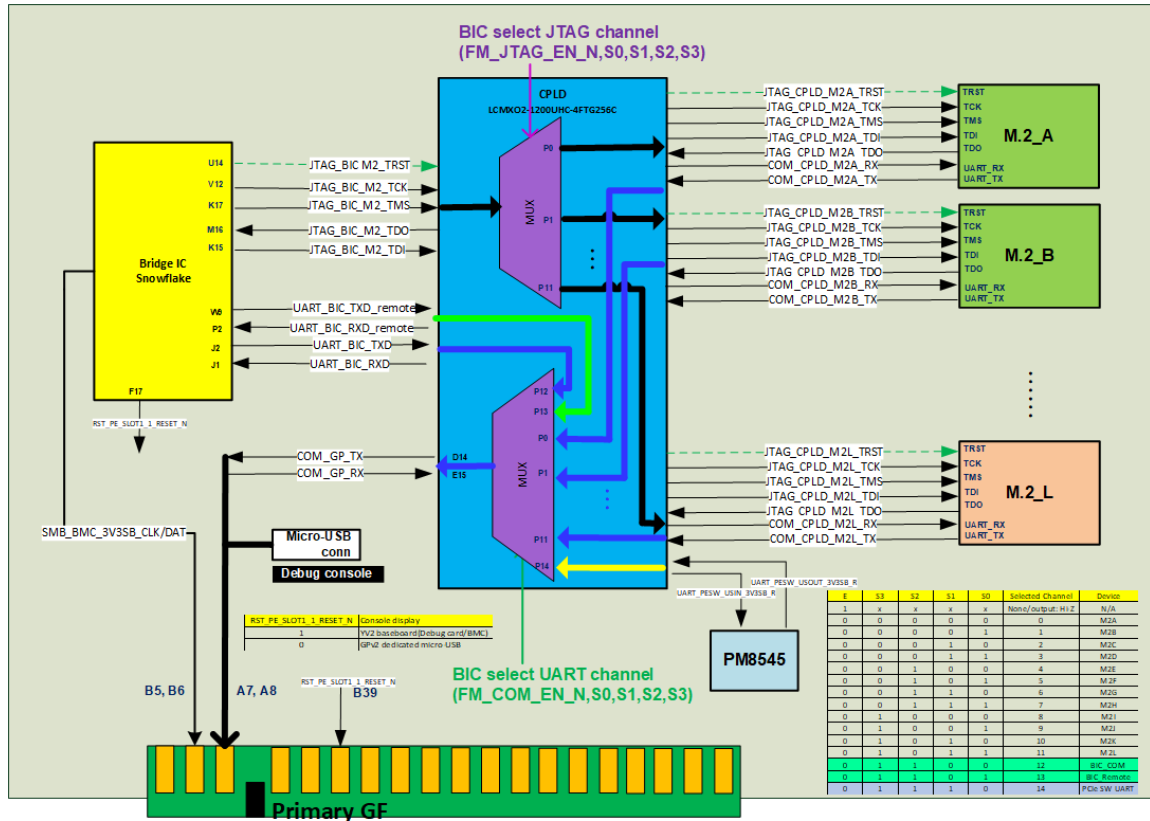 BIC select JTAG channel
(FM_JTAG_EN_N,S0,S1,S2,S3)
CPLD
LCMXO2-1200UHC-4FTG256C
MUX
P0
P1
P11
Bridge IC
Snowflake
U14
V12
K17
M16
K15
W9
P2
J2
J1
F17
JTAG_BIC_M2_TRST
JTAG_BIC_M2_TCK
JTAG_BIC_M2_TMS
JTAG_BIC_M2_TDO
JTAG_BIC_M2_TDI
UART_BIC_TXD_remote
UART_BIC_RXD_remote
UART_BIC_TXD
UART_BIC_RXD
RST_PE_SLOT1_1_RESET_N
COM_GP_TX
COM_GP_RX
D14
E15
MUX
P12
P13
P0
P1
P11
P14
JTAG_CPLD_M2A_TRST
JTAG_CPLD_M2A_TCK
JTAG_CPLD_M2A_TMS
JTAG_CPLD_M2A_TDI
JTAG_CPLD_M2A_TDO
COM_CPLD_M2A_RX
COM_CPLD_M2A_TX
TRST
TCK
TMS
TDI
TDO
UART_RX
UART_TX
M.2_A
JTAG_CPLD_M2B_TRST
JTAG_CPLD_M2B_TCK
JTAG_CPLD_M2B_TMS
JTAG_CPLD_M2B_TDI
JTAG_CPLD_M2B_TDO
COM_CPLD_M2B_RX
COM_CPLD_M2B_TX
TRST
TCK
TMS
TDI
TDO
UART_RX
UART_TX
M.2_B
JTAG_CPLD_M2L_TRST
JTAG_CPLD_M2L_TCK
JTAG_CPLD_M2L_TMS
JTAG_CPLD_M2L_TDI
JTAG_CPLD_M2L_TDO
COM_CPLD_M2L_RX
COM_CPLD_M2L_TX
TRST
TCK
TMS
TDI
TDO
UART_RX
UART_TX
M.2_L
SMB_BMC_3V3SB_CLK/DAT
Micro-USB
conn
Debug console
UART_PESW_USOUT_3V3SB_R
UART_PESW_USIN_3V3SB_R
PM8545
RST_PE_SLOT1_1_RESET_N Console display
1 YV2 baseboard(Debug card/BMC)
0 GPv2 dedicated micro-USB
BIC select UART channel
(FM_COM_EN_N,S0,S1,S2,S3)
B5, B6
A7, A8
RST_PE_SLOT1_1_RESET_N
B39
Primary GF
E S3 S2 S1 S0 Selected Channel Device
1 x x x x None/output: Hi-Z N/A
0 0 0 0 0 0 M2A
0 0 0 0 1 1 M2B
0 0 0 1 0 2 M2C
0 0 0 1 1 3 M2D
0 0 1 0 0 4 M2E
0 0 1 0 1 5 M2F
0 0 1 1 0 6 M2G
0 0 1 1 1 7 M2H
0 1 0 0 0 8 M2I
0 1 0 0 1 9 M2J
0 1 0 1 0 10 M2K
0 1 0 1 1 11 M2L
0 1 1 0 0 12 BIC_COM
0 1 1 0 1 13 BIC_Remote
0 1 1 1 0 14 PCIe SW UART